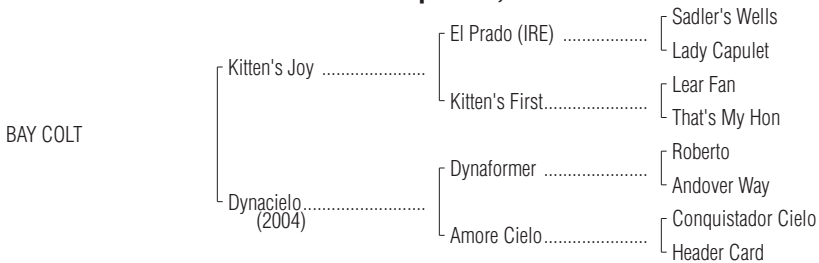 Sadler's Wells
El Prado (IRE) ..................
Lady Capulet
Kitten's Joy ......................
Lear Fan
Kitten's First......................
That's My Hon
BAY COLT
Roberto
Dynaformer ......................
Andover Way
Dynacielo..........................
(2004)
Conquistador Cielo
Amore Cielo......................
Header Card